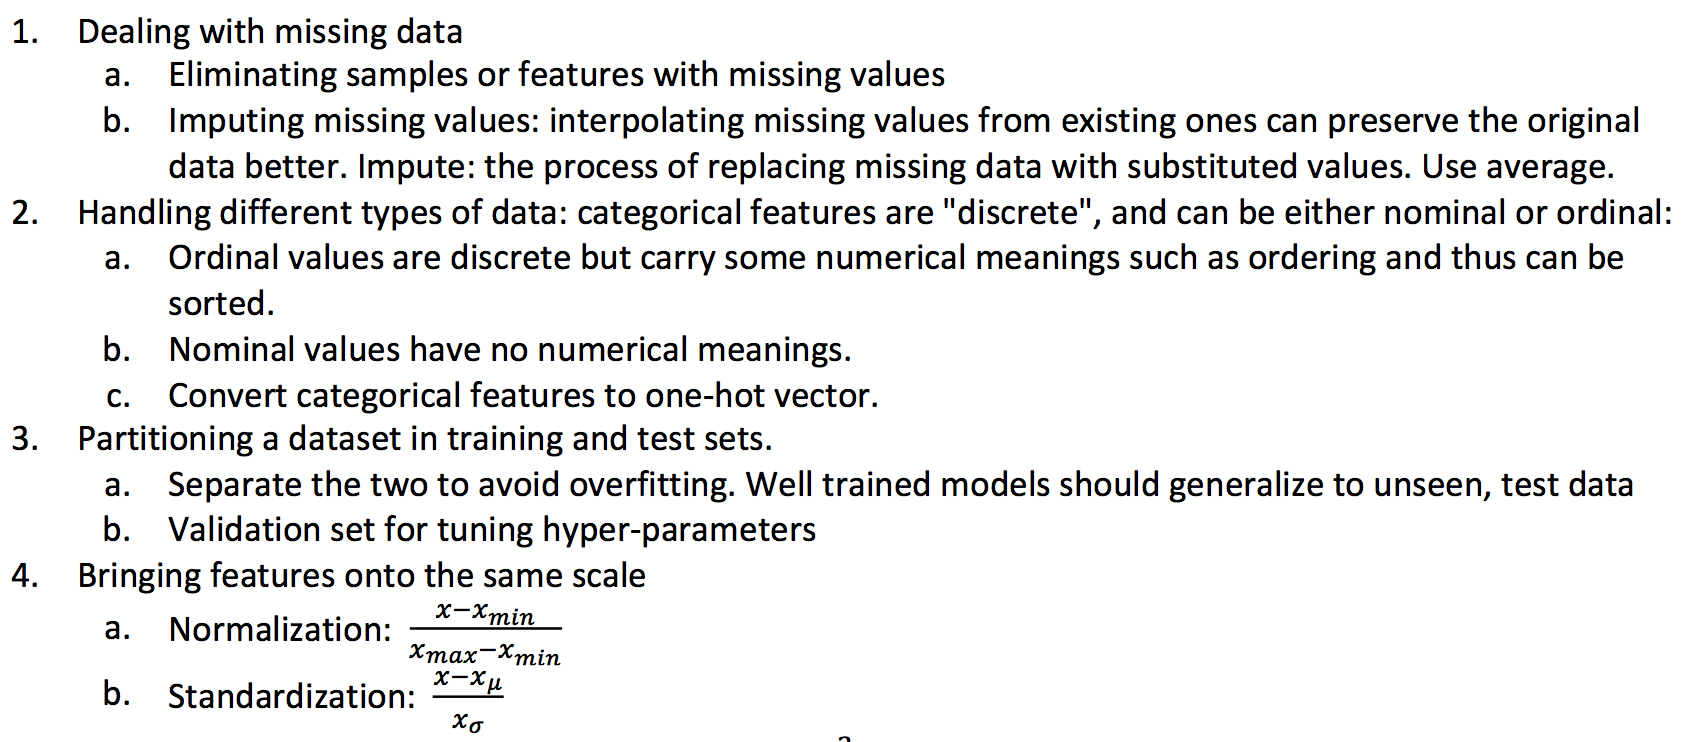 1. Dealing with missing data
a. Eliminating samples or features with missing values
b. Imputing missing values: interpolating missing values from existing ones can preserve the original
data better. Impute: the process of replacing missing data with substituted values. Use average.
2. Handling different types of data: categorical features are "discrete", and can be either nominal or ordinal:
a. Ordinal values are discrete but carry some numerical meanings such as ordering and thus can be
sorted.
b. Nominal values have no numerical meanings.
c. Convert categorical features to one-hot vector.
3. Partitioning a dataset in training and test sets.
a. Separate the two to avoid overfitting. Well trained models should generalize to unseen, test data
b. Validation set for tuning hyper-parameters
4. Bringing features onto the same scale
a. Normalization: \frac{x-x_{min}}{x_{max}-x_{min}}
b. Standardization: \frac{x-x_{μ}}{x_{σ}}